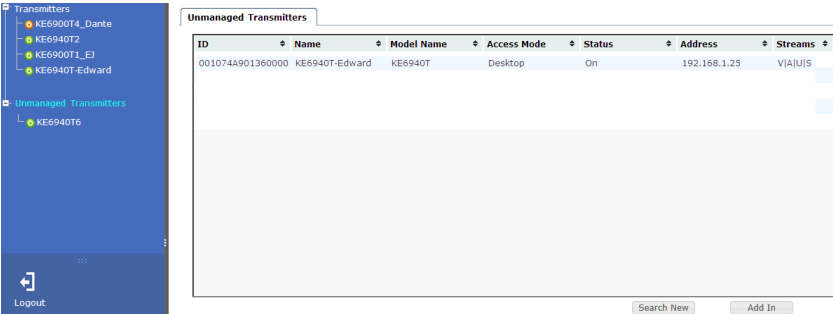 Transmitters
KE6900T4_Dante
KE6940T2
KE6900T1_EJ
KE6940T-Edward
Unmanaged Transmitters
KE6940T6
Logout
Unmanaged Transmitters
ID Name Model Name Access Mode Status Address Streams
001074A901360000 KE6940T-Edward KE6940T Desktop On 192.168.1.25 V|A|U|S
Search New Add In